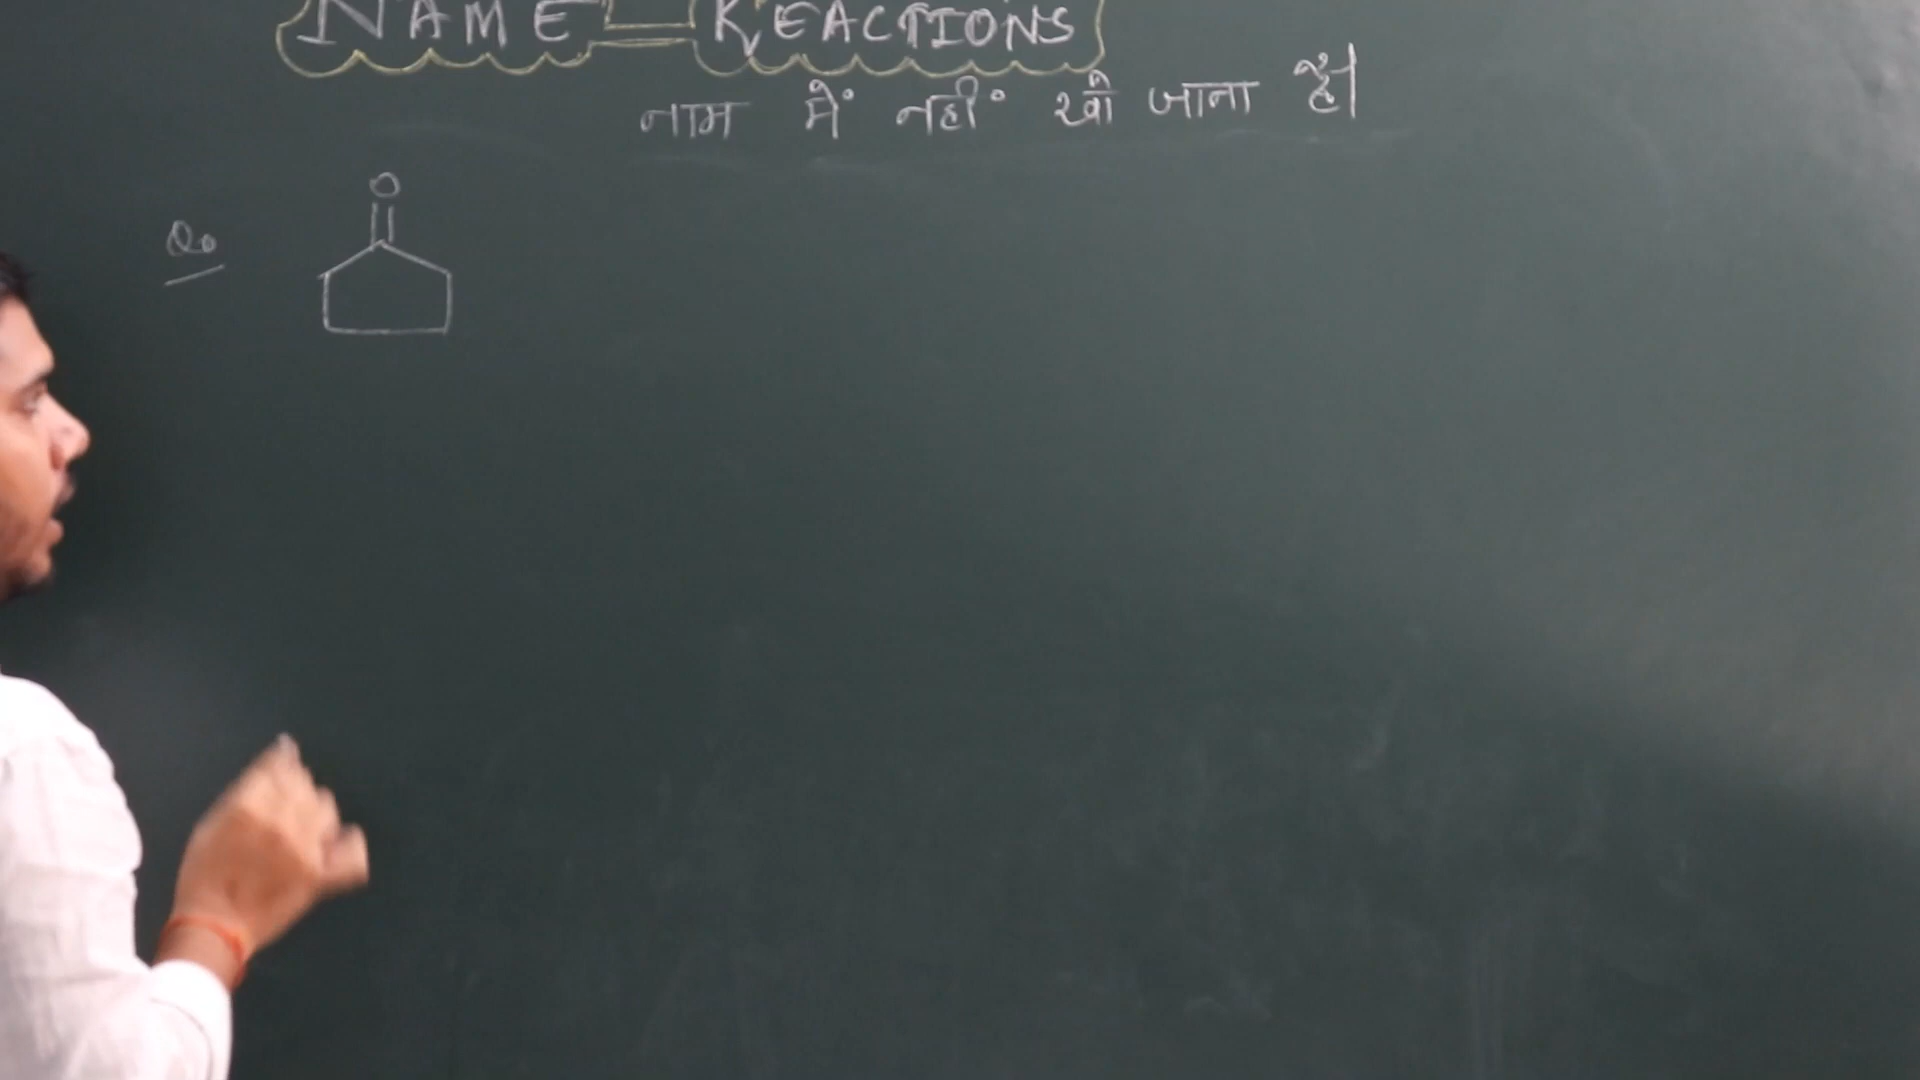 NAME REACTIONS
नाम में नहीं खो जाना है।
Q.
O